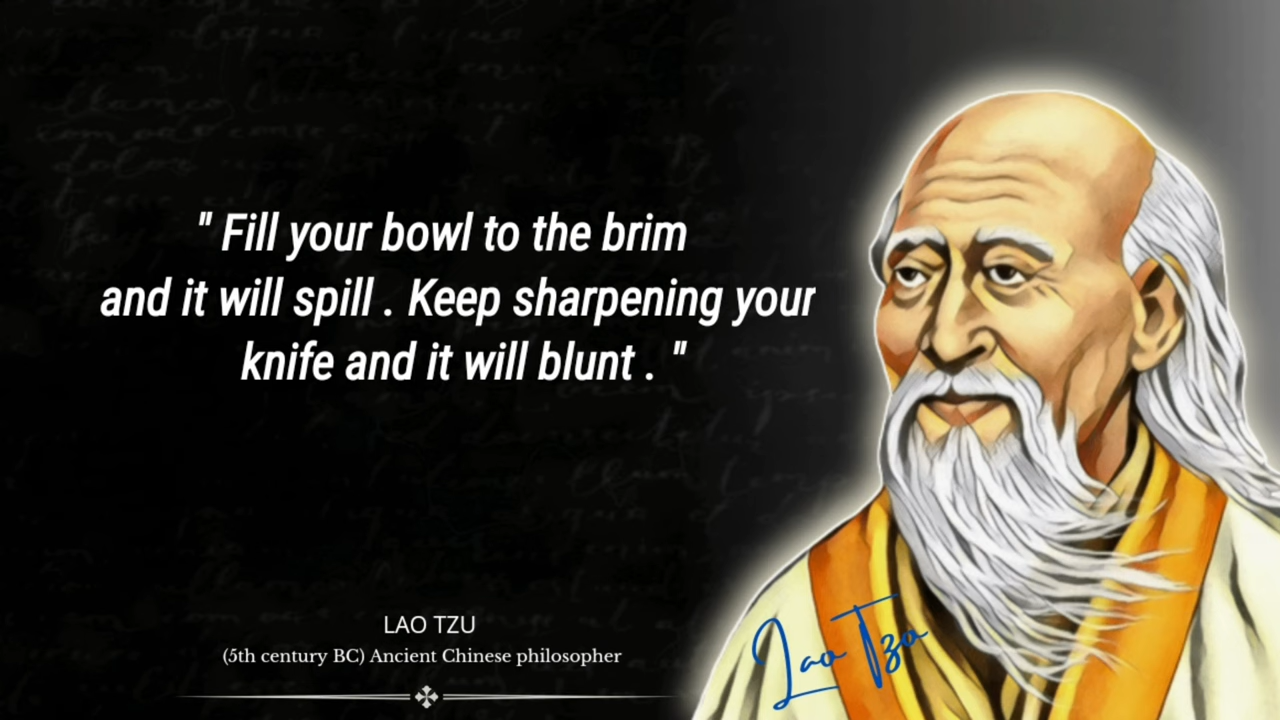 " Fill your bowl to the brim
and it will spill . Keep sharpening your
knife and it will blunt . "
LAO TZU
(5th century BC) Ancient Chinese philosopher
Lao Tzu